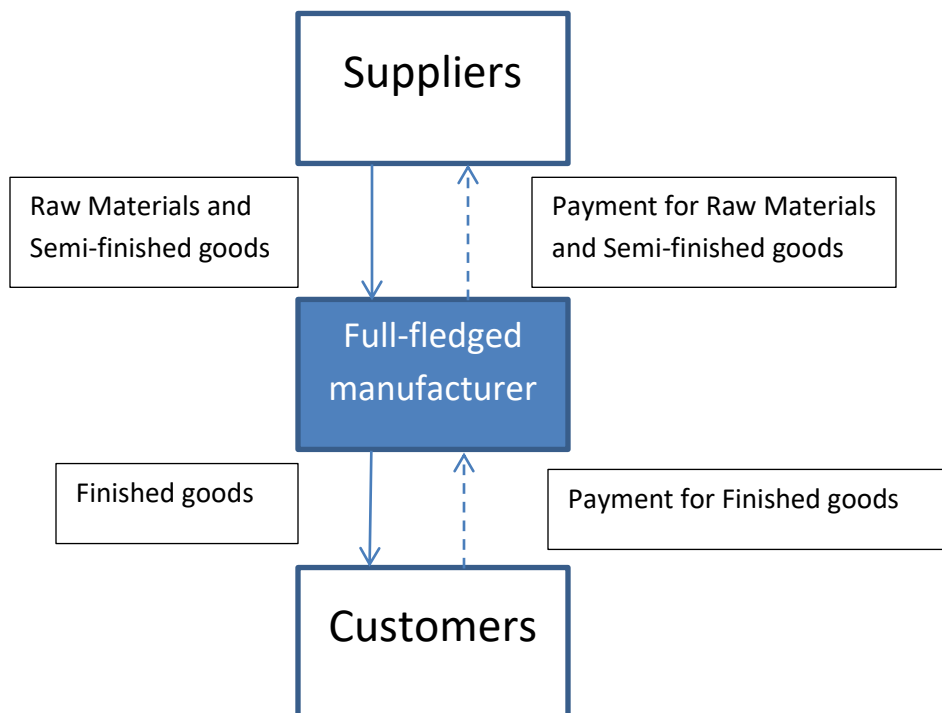 Suppliers
Raw Materials and
Semi-finished goods
Payment for Raw Materials
and Semi-finished goods
Full-fledged
manufacturer
Finished goods
Payment for Finished goods
Customers